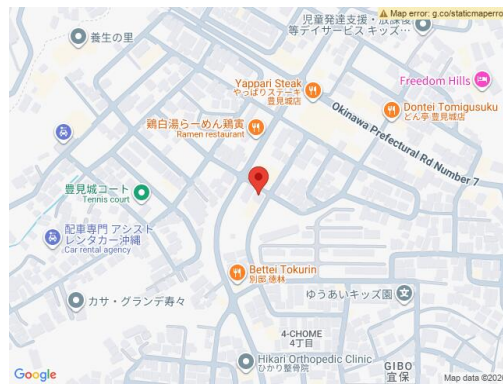 Map error: g.co/staticmaperro
児童発達支援・放課後
等デイサービス キッズ…
養生の里
Yappari Steak
やっぱりステーキ
豊見城店
Freedom Hills
Dontei Tomigusuku
どん亭 豊見城店
鶏白湯らーめん鶏寅
Ramen restaurant
Okinawa Prefectural Rd Number 7
豊見城コート
Tennis court
配車専門 アシスト
レンタカー沖縄
Car rental agency
Bettei Tokurin
別邸 徳林
ゆうあいキッズ園
カサ・グランデ寿々
4-CHOME
4丁目
Hikari Orthopedic Clinic
ひかり整骨院
GIBO
宜保
Google
Map data ©202